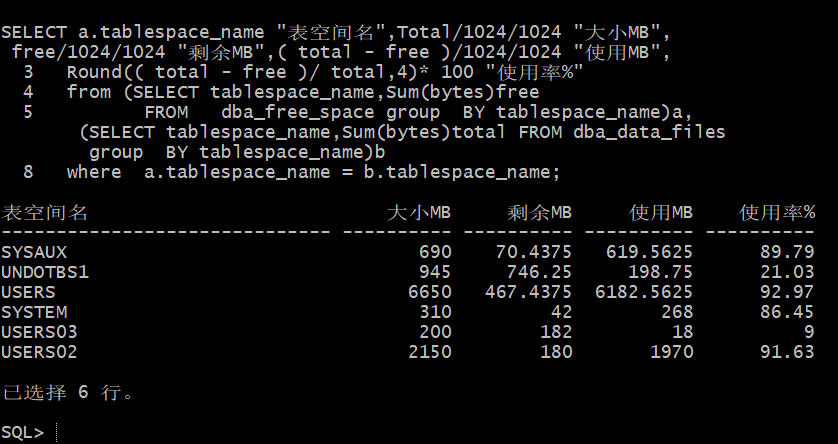 SELECT a.tablespace_name "表空间名",Total/1024/1024 "大小MB",
 free/1024/1024 "剩余MB",( total - free )/1024/1024 "使用MB",
  3   Round(( total - free )/ total,4)* 100 "使用率%"
  4   from (SELECT tablespace_name,Sum(bytes)free
  5          FROM   dba_free_space group  BY tablespace_name)a,
       (SELECT tablespace_name,Sum(bytes)total FROM dba_data_files
        group  BY tablespace_name)b
  8   where  a.tablespace_name = b.tablespace_name;
表空间名                           大小MB     剩余MB     使用MB    使用率%
------------------------------ ---------- ---------- ---------- ----------
SYSAUX                                690    70.4375   619.5625      89.79
UNDOTBS1                              945     746.25     198.75      21.03
USERS                                6650   467.4375  6182.5625      92.97
SYSTEM                                310         42        268      86.45
USERS03                               200        182         18          9
USERS02                              2150        180       1970      91.63
已选择 6 行。
SQL>